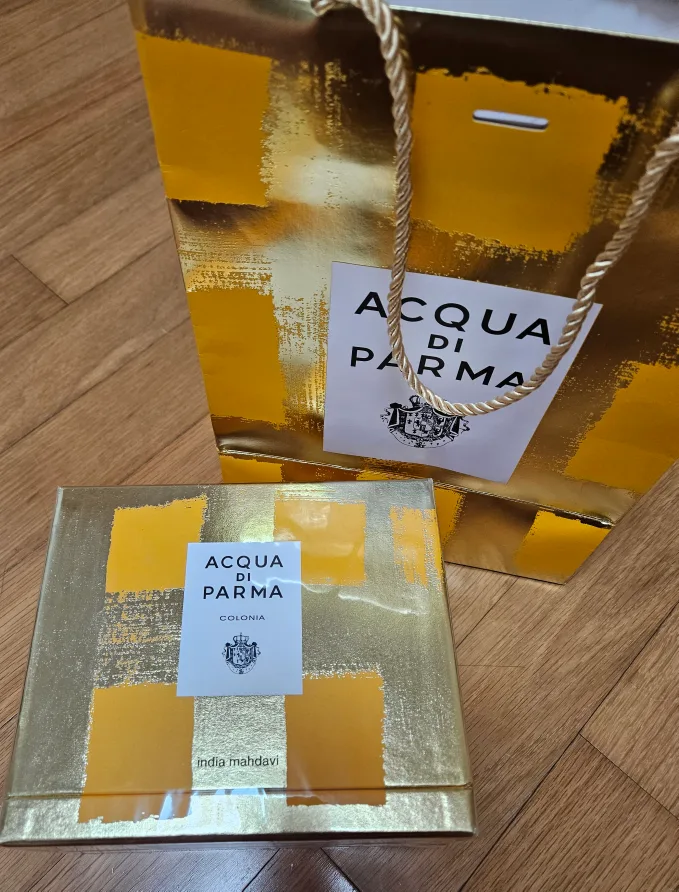 ACQUA
DI
PARMA
ACQUA
DI
PARMA
COLONIA
india mahdavi